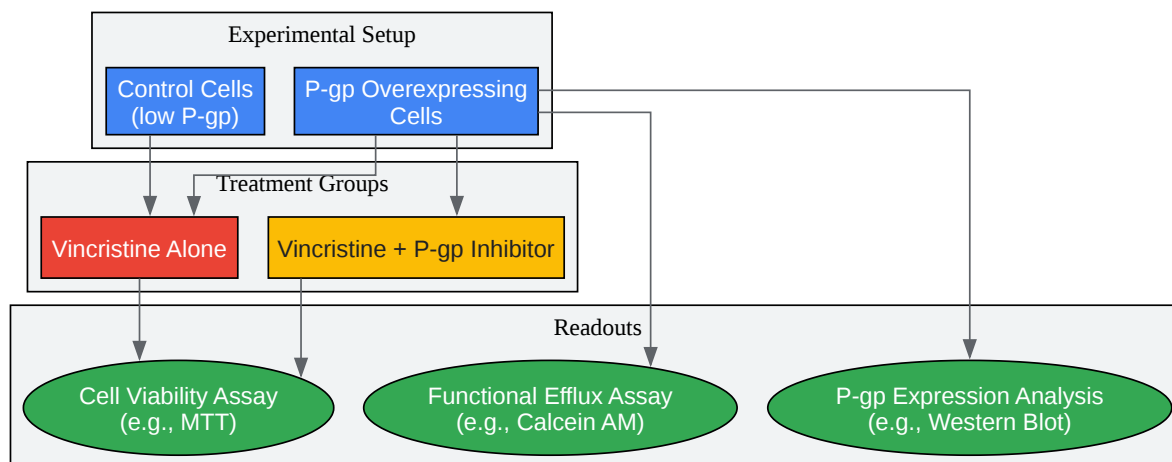 Experimental Setup
Control Cells
(low P-gp)
P-gp Overexpressing
Cells
Treatment Groups
Vincristine Alone
Vincristine + P-gp Inhibitor
Readouts
Cell Viability Assay
(e.g., MTT)
Functional Efflux Assay
(e.g., Calcein AM)
P-gp Expression Analysis
(e.g., Western Blot)